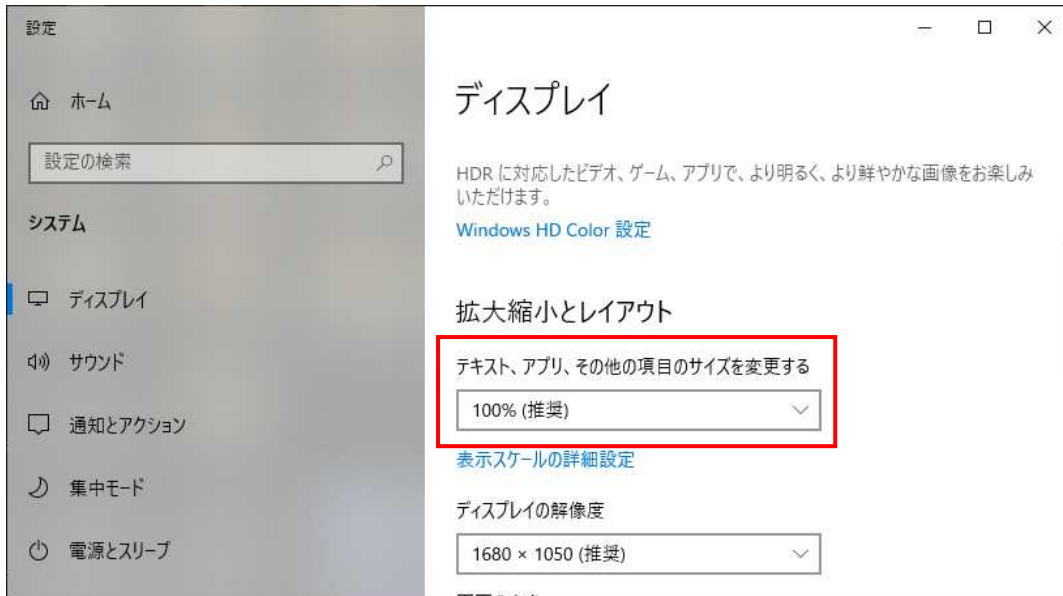 設定
ホーム
設定の検索
システム
ディスプレイ
サウンド
通知とアクション
集中モード
電源とスリープ
ディスプレイ
HDR に対応したビデオ、ゲーム、アプリで、より明るく、より鮮やかな画像をお楽しみ
いただけます。
Windows HD Color 設定
拡大縮小とレイアウト
テキスト、アプリ、その他の項目のサイズを変更する
100% (推奨)
表示スケールの詳細設定
ディスプレイの解像度
1680 × 1050 (推奨)